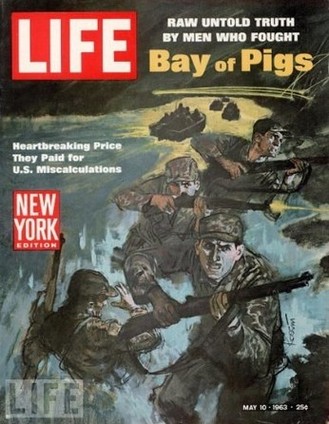 LIFE
RAW UNTOLD TRUTH
BY MEN WHO FOUGHT
Bay of Pigs
Heartbreaking Price
They Paid for
U.S. Miscalculations
NEW
YORK
EDITION
LIFE
MAY 10 · 1963 · 25¢